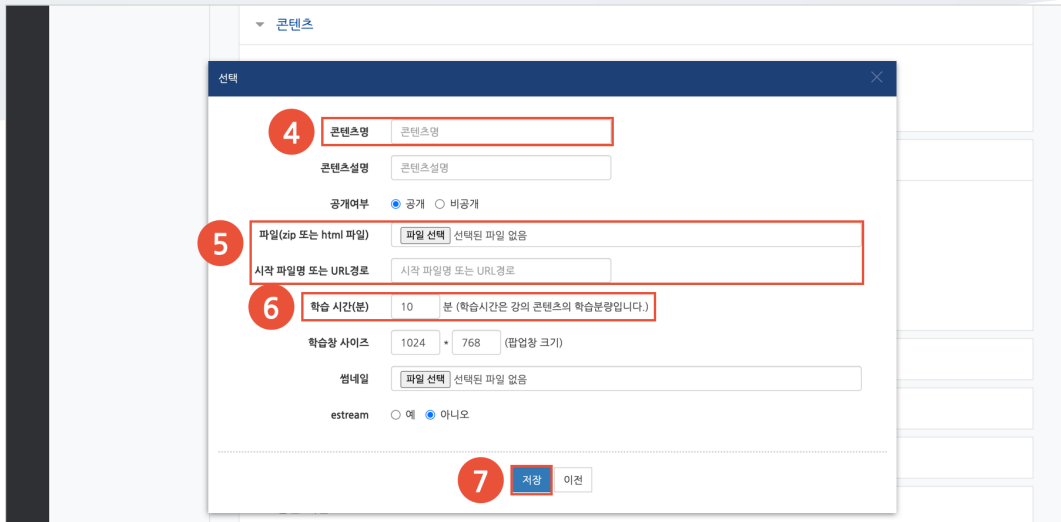 콘텐츠
선택
4 콘텐츠명 콘텐츠명
콘텐츠설명 콘텐츠설명
공개여부 공개 비공개
5 파일(zip 또는 html 파일) 파일 선택 선택된 파일 없음
시작 파일명 또는 URL경로 시작 파일명 또는 URL경로
6 학습 시간(분) 10 분 (학습시간은 강의 콘텐츠의 학습분량입니다.)
학습창 사이즈 1024 * 768 (팝업창 크기)
썸네일 파일 선택 선택된 파일 없음
estream 예 아니오
7 저장 이전